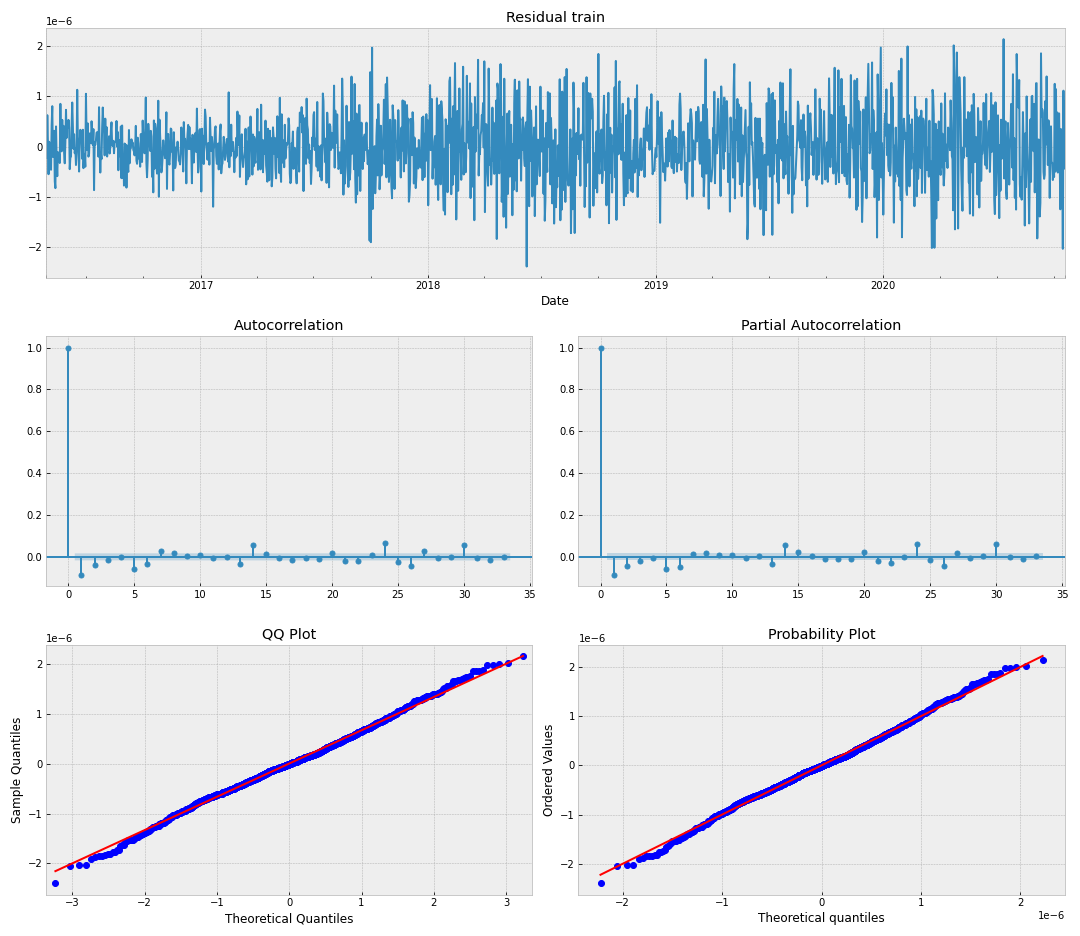 Residual train
1e−6
2
1
0
−1
−2
2017 2018 2019 2020
Date
Autocorrelation Partial Autocorrelation
1.0 1.0
0.8 0.8
0.6 0.6
0.4 0.4
0.2 0.2
0.0 0.0
0 5 10 15 20 25 30 35 0 5 10 15 20 25 30 35
QQ Plot Probability Plot
1e−6 1e−6
2 2
1 1
0 0
−1 −1
−2 −2
Sample Quantiles Ordered Values
−3 −2 −1 0 1 2 3 −2 −1 0 1 2
1e−6
Theoretical Quantiles Theoretical quantiles